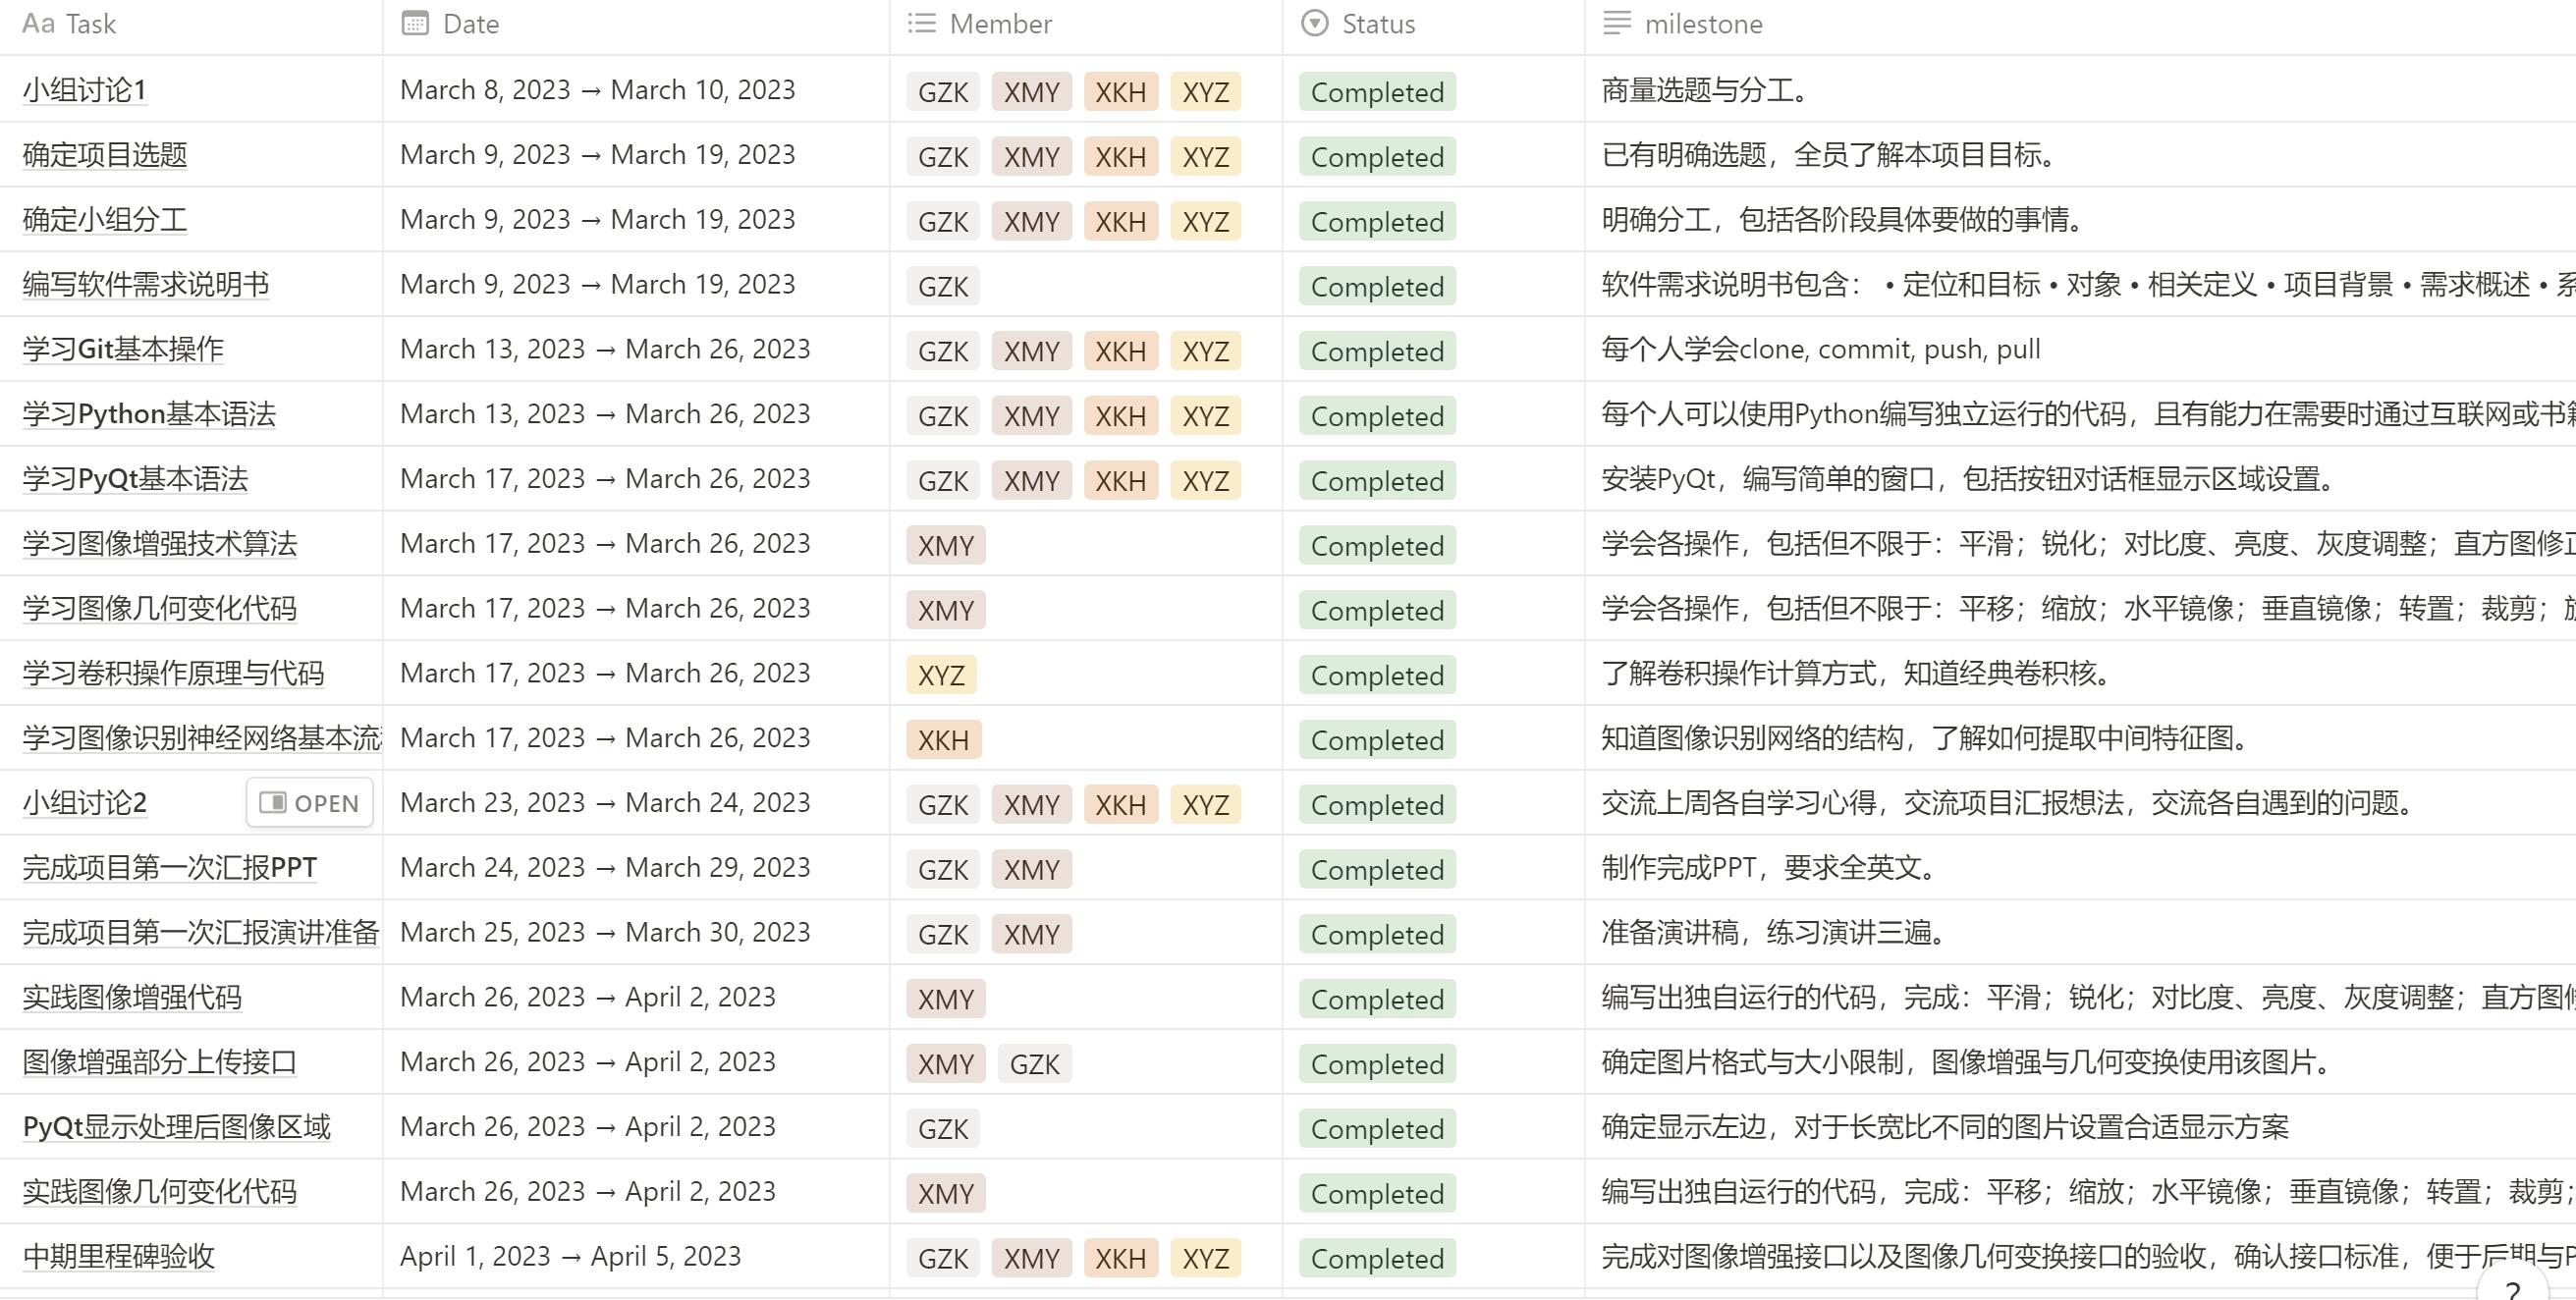 Aa Task Date Member Status milestone
小组讨论1 March 8, 2023 → March 10, 2023 GZK XMY XKH XYZ Completed 商量选题与分工。
确定项目选题 March 9, 2023 → March 19, 2023 GZK XMY XKH XYZ Completed 已有明确选题，全员了解本项目目标。
确定小组分工 March 9, 2023 → March 19, 2023 GZK XMY XKH XYZ Completed 明确分工，包括各阶段具体要做的事情。
编写软件需求说明书 March 9, 2023 → March 19, 2023 GZK Completed 软件需求说明书包含： • 定位和目标 • 对象 • 相关定义 • 项目背景 • 需求概述 • 系
学习Git基本操作 March 13, 2023 → March 26, 2023 GZK XMY XKH XYZ Completed 每个人学会clone, commit, push, pull
学习Python基本语法 March 13, 2023 → March 26, 2023 GZK XMY XKH XYZ Completed 每个人可以使用Python编写独立运行的代码，且有能力在需要时通过互联网或书籍
学习PyQt基本语法 March 17, 2023 → March 26, 2023 GZK XMY XKH XYZ Completed 安装PyQt，编写简单的窗口，包括按钮对话框显示区域设置。
学习图像增强技术算法 March 17, 2023 → March 26, 2023 XMY Completed 学会各操作，包括但不限于：平滑；锐化；对比度、亮度、灰度调整；直方图修正
学习图像几何变化代码 March 17, 2023 → March 26, 2023 XMY Completed 学会各操作，包括但不限于：平移；缩放；水平镜像；垂直镜像；转置；裁剪；
学习卷积操作原理与代码 March 17, 2023 → March 26, 2023 XYZ Completed 了解卷积操作计算方式，知道经典卷积核。
学习图像识别神经网络基本流 March 17, 2023 → March 26, 2023 XKH Completed 知道图像识别网络的结构，了解如何提取中间特征图。
小组讨论2 OPEN March 23, 2023 → March 24, 2023 GZK XMY XKH XYZ Completed 交流上周各自学习心得，交流项目汇报想法，交流各自遇到的问题。
完成项目第一次汇报PPT March 24, 2023 → March 29, 2023 GZK XMY Completed 制作完成PPT，要求全英文。
完成项目第一次汇报演讲准备 March 25, 2023 → March 30, 2023 GZK XMY Completed 准备演讲稿，练习演讲三遍。
实践图像增强代码 March 26, 2023 → April 2, 2023 XMY Completed 编写出独自运行的代码，完成：平滑；锐化；对比度、亮度、灰度调整；直方图
图像增强部分上传接口 March 26, 2023 → April 2, 2023 XMY GZK Completed 确定图片格式与大小限制，图像增强与几何变换使用该图片。
PyQt显示处理后图像区域 March 26, 2023 → April 2, 2023 GZK Completed 确定显示左边，对于长宽比不同的图片设置合适显示方案
实践图像几何变化代码 March 26, 2023 → April 2, 2023 XMY Completed 编写出独自运行的代码，完成：平移；缩放；水平镜像；垂直镜像；转置；裁剪；
中期里程碑验收 April 1, 2023 → April 5, 2023 GZK XMY XKH XYZ Completed 完成对图像增强接口以及图像几何变换接口的验收，确认接口标准，便于后期与P
?